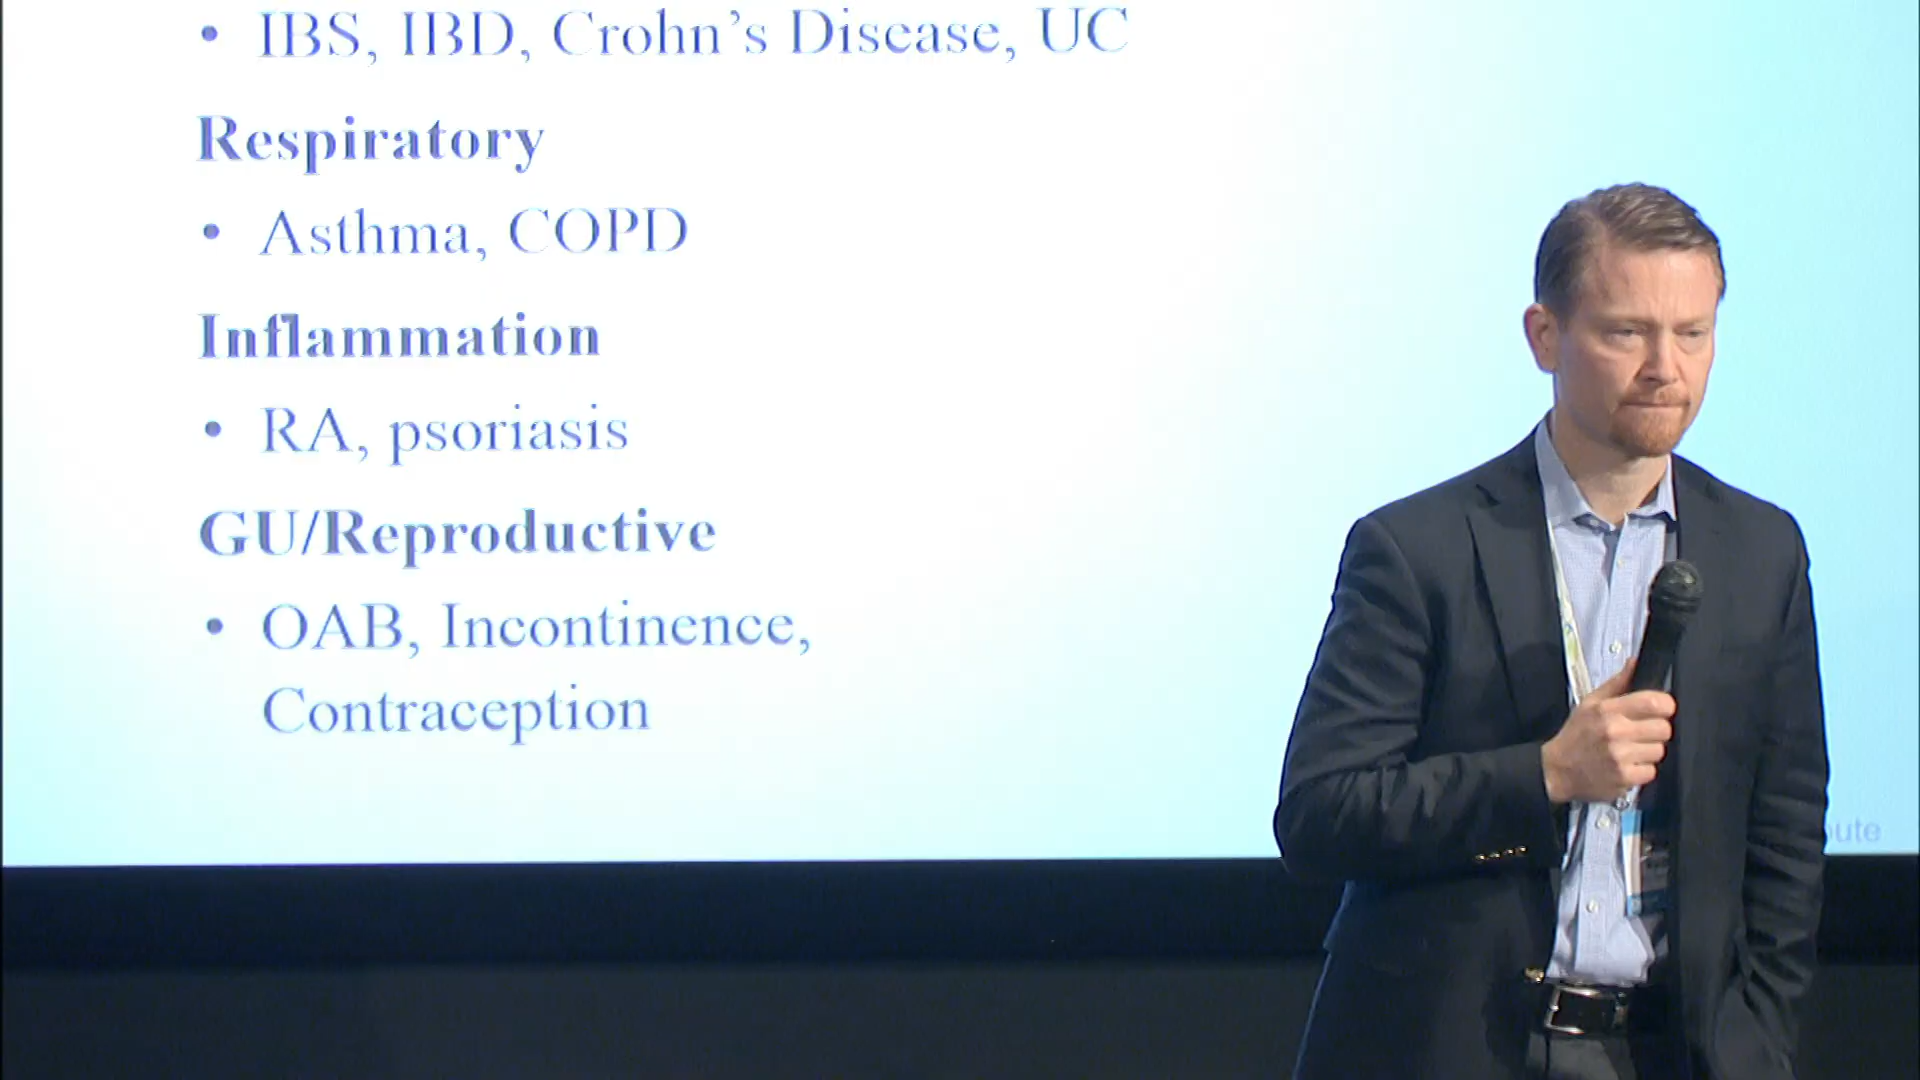 • IBS, IBD, Crohn's Disease, UC
Respiratory
• Asthma, COPD
Inflammation
• RA, psoriasis
GU/Reproductive
• OAB, Incontinence,
Contraception